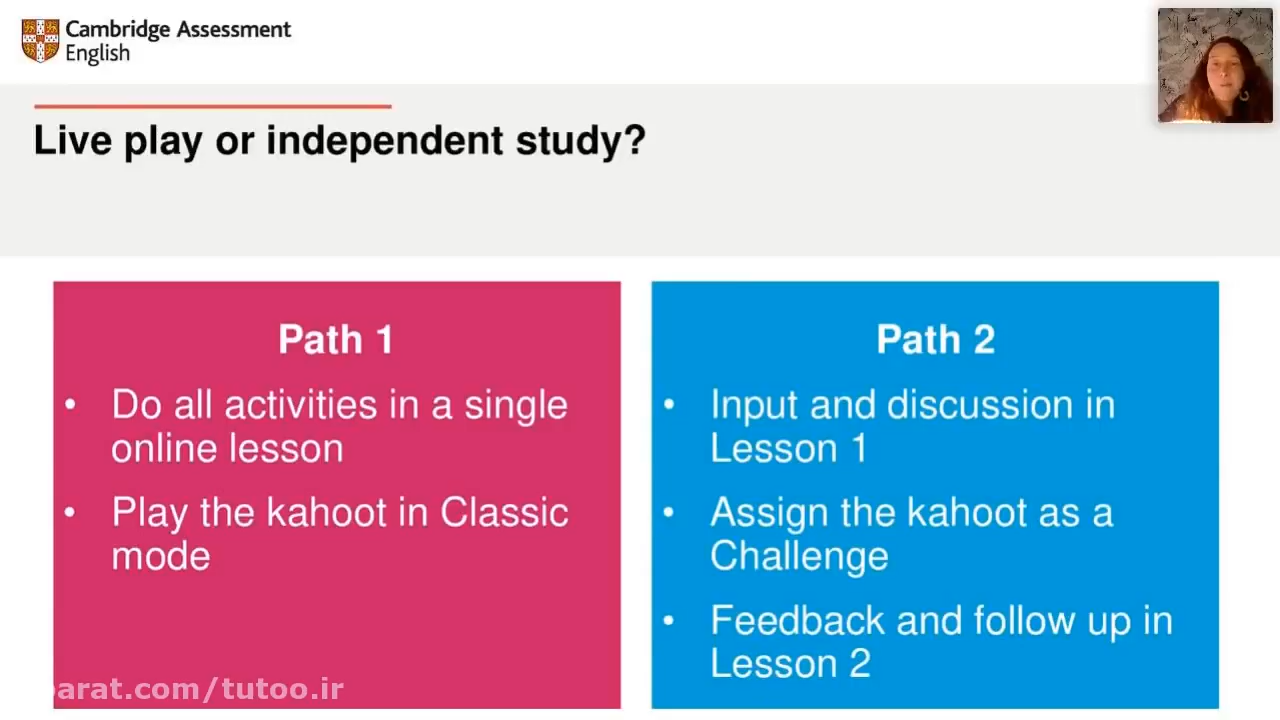 Cambridge Assessment
English
Live play or independent study?
Path 1
• Do all activities in a single
online lesson
• Play the kahoot in Classic
mode
Path 2
• Input and discussion in
Lesson 1
• Assign the kahoot as a
Challenge
• Feedback and follow up in
Lesson 2
parat.com/tutoo.ir